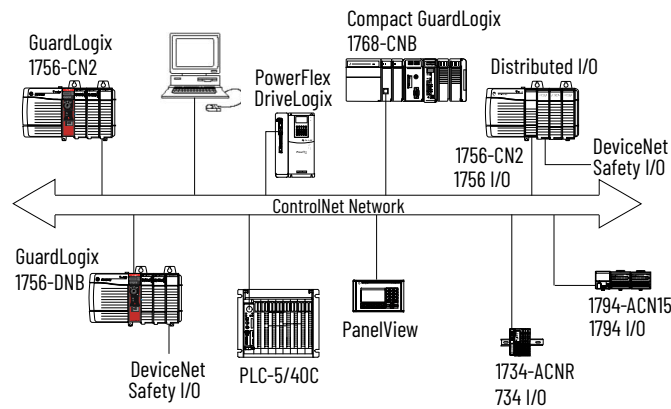 GuardLogix
1756-CN2
PowerFlex
DriveLogix
Compact GuardLogix
1768-CNB
Distributed I/O
1756-CN2
1756 I/O
DeviceNet
Safety I/O
ControlNet Network
GuardLogix
1756-DNB
DeviceNet
Safety I/O
PLC-5/40C
PanelView
1734-ACNR
734 I/O
1794-ACN15
1794 I/O